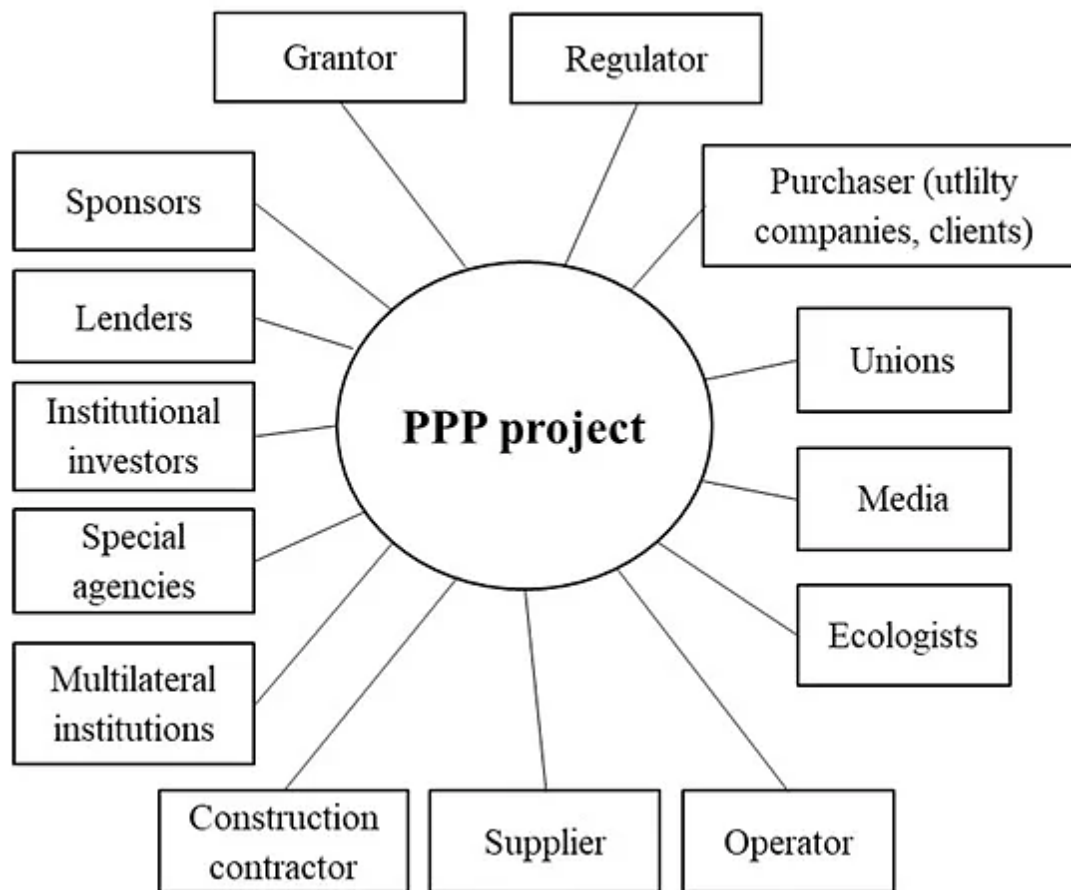 Grantor
Regulator
Sponsors
Purchaser (utlilty
companies, clients)
Lenders
Unions
Institutional
investors
PPP project
Media
Special
agencies
Ecologists
Multilateral
institutions
Construction
contractor
Supplier
Operator